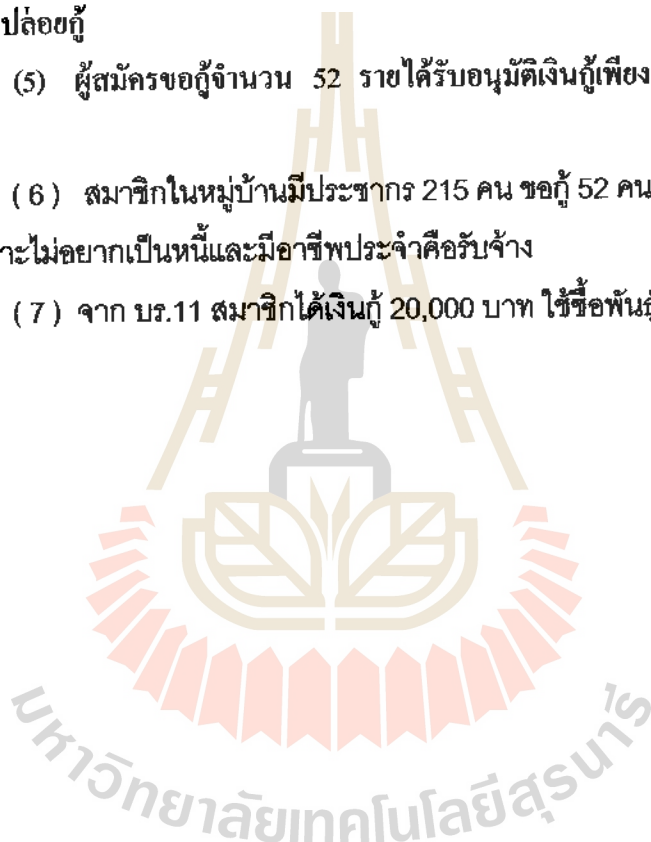 ปล่อยกู้
(5) ผู้สมัครขอกู้จำนวน 52 รายได้รับอนุมัติเงินกู้เพียง
(6) สมาชิกในหมู่บ้านมีประชากร 215 คน ขอกู้ 52 คน
าะไม่อยากเป็นหนี้และมีอาชีพประจำคือรับจ้าง
(7) จาก บร.11 สมาชิกได้เงินกู้ 20,000 บาท ใช้ซื้อพันธุ
มหาวิทยาลัยเทคโนโลยีสุรนารี